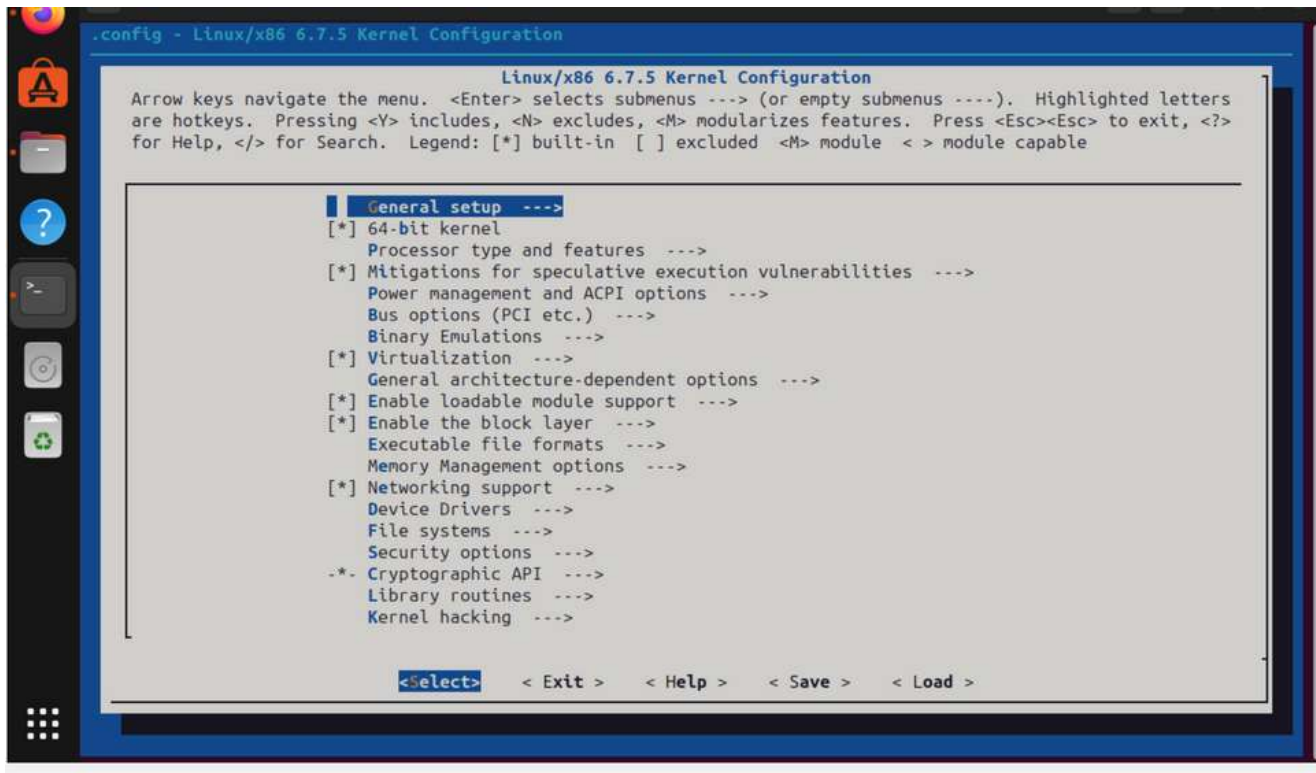 .config - Linux/x86 6.7.5 Kernel Configuration
Linux/x86 6.7.5 Kernel Configuration
Arrow keys navigate the menu.  <Enter> selects submenus ---> (or empty submenus ----).  Highlighted letters
are hotkeys.  Pressing <Y> includes, <N> excludes, <M> modularizes features.  Press <Esc><Esc> to exit, <?>
for Help, </> for Search.  Legend: [*] built-in  [ ] excluded  <M> module  < > module capable
General setup  --->
[*] 64-bit kernel
Processor type and features  --->
[*] Mitigations for speculative execution vulnerabilities  --->
Power management and ACPI options  --->
Bus options (PCI etc.)  --->
Binary Emulations  --->
[*] Virtualization  --->
General architecture-dependent options  --->
[*] Enable loadable module support  --->
[*] Enable the block layer  --->
Executable file formats  --->
Memory Management options  --->
[*] Networking support  --->
Device Drivers  --->
File systems  --->
Security options  --->
-*- Cryptographic API  --->
Library routines  --->
Kernel hacking  --->
<Select>    < Exit >    < Help >    < Save >    < Load >